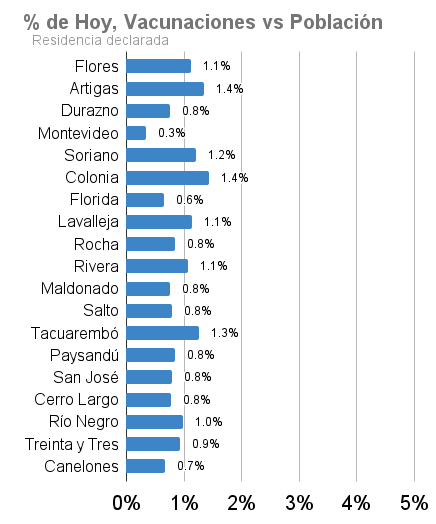 % de Hoy, Vacunaciones vs Población
Residencia declarada
Flores 1.1%
Artigas 1.4%
Durazno 0.8%
Montevideo 0.3%
Soriano 1.2%
Colonia 1.4%
Florida 0.6%
Lavalleja 1.1%
Rocha 0.8%
Rivera 1.1%
Maldonado 0.8%
Salto 0.8%
Tacuarembó 1.3%
Paysandú 0.8%
San José 0.8%
Cerro Largo 0.8%
Río Negro 1.0%
Treinta y Tres 0.9%
Canelones 0.7%
0% 1% 2% 3% 4% 5%